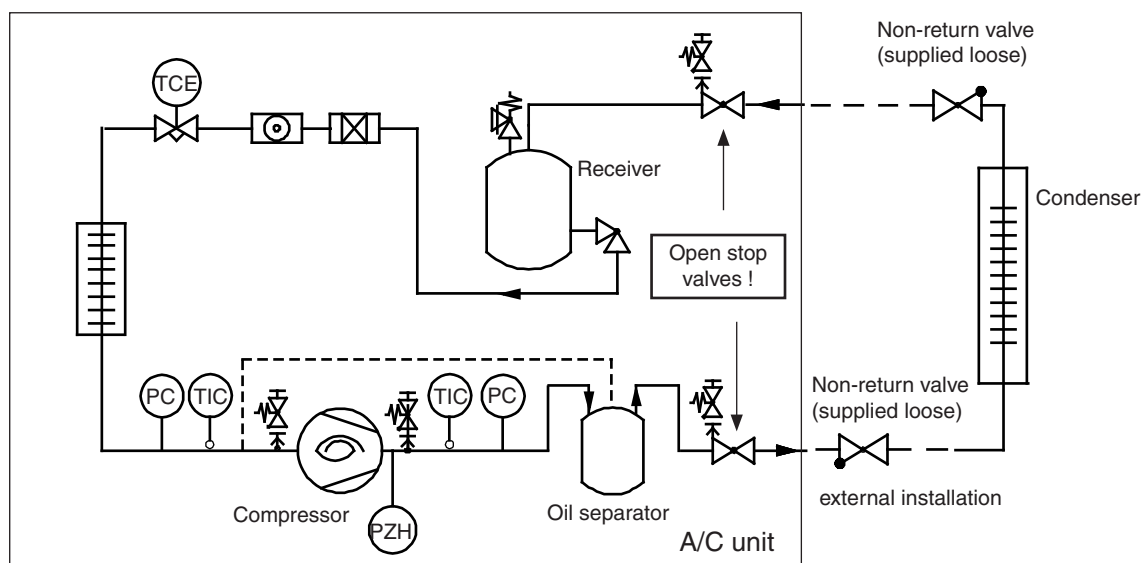 Non-return valve
(supplied loose)
TCE
Receiver
Condenser
Open stop
valves !
PC
TIC
TIC
PC
Non-return valve
(supplied loose)
Compressor
Oil separator
external installation
PZH
A/C unit